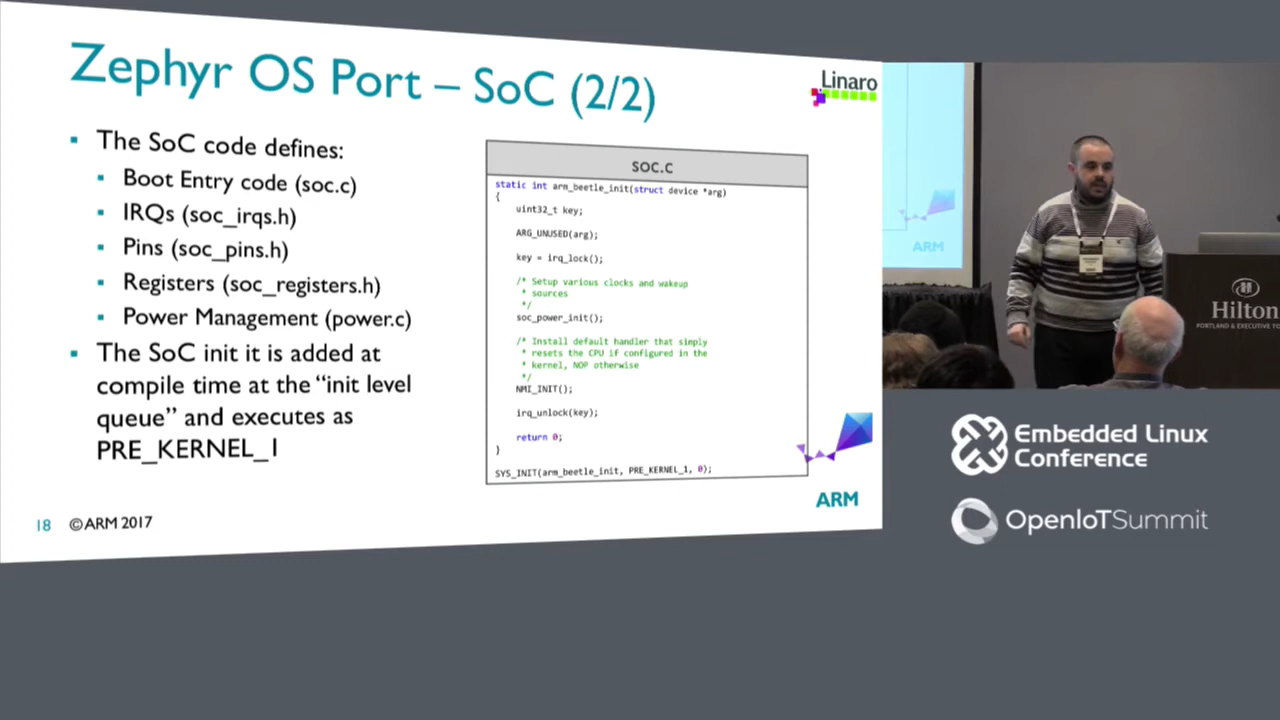 Zephyr OS Port – SoC (2/2)
Linaro
▪ The SoC code defines:
▪ Boot Entry code (soc.c)
▪ IRQs (soc_irqs.h)
▪ Pins (soc_pins.h)
▪ Registers (soc_registers.h)
▪ Power Management (power.c)
▪ The SoC init it is added at
compile time at the “init level
queue” and executes as
PRE_KERNEL_1
SOC.C
static int arm_beetle_init(struct device *arg)
{
uint32_t key;
ARG_UNUSED(arg);
key = irq_lock();
/* Setup various clocks and wakeup
* sources
*/
soc_power_init();
/* Install default handler that simply
* resets the CPU if configured in the
* kernel, NOP otherwise
*/
NMI_INIT();
irq_unlock(key);
return 0;
}
SYS_INIT(arm_beetle_init, PRE_KERNEL_1, 0);
ARM
18 © ARM 2017
ARM
Hilton
PORTLAND & EXECUTIVE TO
Embedded Linux
Conference
OpenIoTSummit